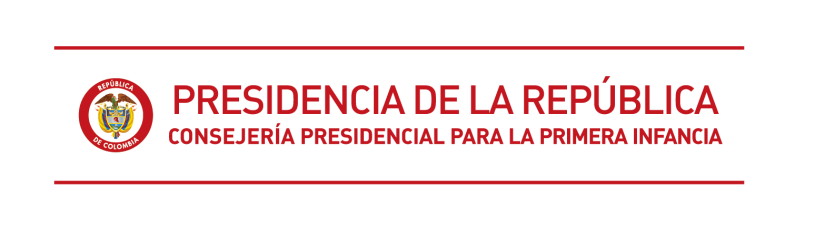 REPÚBLICA
DE COLOMBIA
PRESIDENCIA DE LA REPÚBLICA
CONSEJERÍA PRESIDENCIAL PARA LA PRIMERA INFANCIA